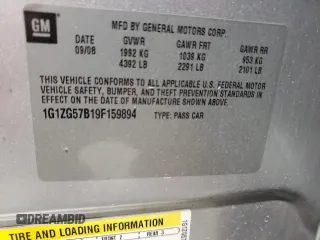 GM
MFD BY GENERAL MOTORS CORP.
09/08
GVWR
1992 KG
4392 LB
GAWR FRT
1039 KG
2291 LB
GAWR RR
953 KG
2101 LB
THIS VEHICLE CONFORMS TO ALL APPLICABLE U.S. FEDERAL MOTOR
VEHICLE SAFETY, BUMPER, AND THEFT PREVENTION STANDARDS IN EFFECT
ON THE DATE OF MANUFACTURE SHOWN ABOVE.
1G1ZG57B19F159894
TYPE: PASS CAR
TIRE AND LOADING INFORMATION
DREAMBID